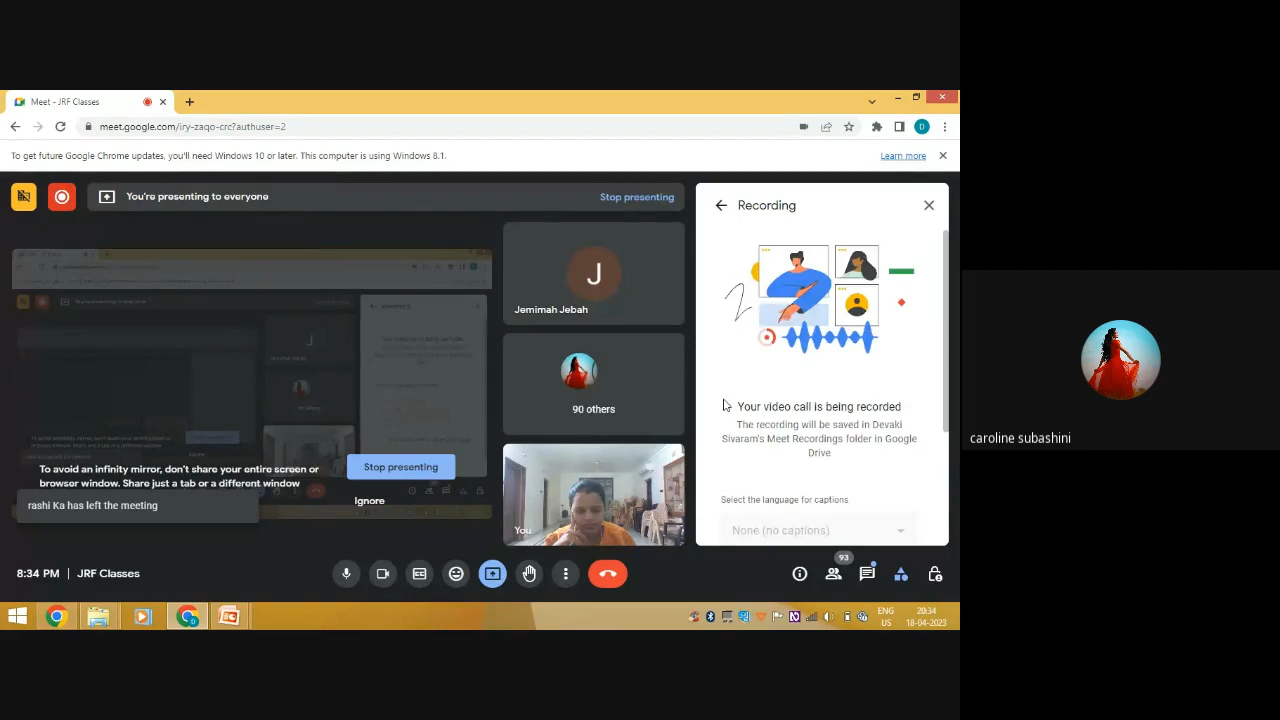 Meet - JRF Classes
meet.google.com/iry-zaqo-crc?authuser=2
D
To get future Google Chrome updates, you'll need Windows 10 or later. This computer is using Windows 8.1.
Learn more
You're presenting to everyone
Stop presenting
Recording
J
Jemimah Jebah
90 others
You
To avoid an infinity mirror, don't share your entire screen or
browser window. Share just a tab or a different window
Stop presenting
Ignore
rashi Ka has left the meeting
Your video call is being recorded
The recording will be saved in Devaki
Sivaram's Meet Recordings folder in Google
Drive
Select the language for captions
None (no captions)
caroline subashini
8:34 PM | JRF Classes
93
ENG
US
20:34
18-04-2023